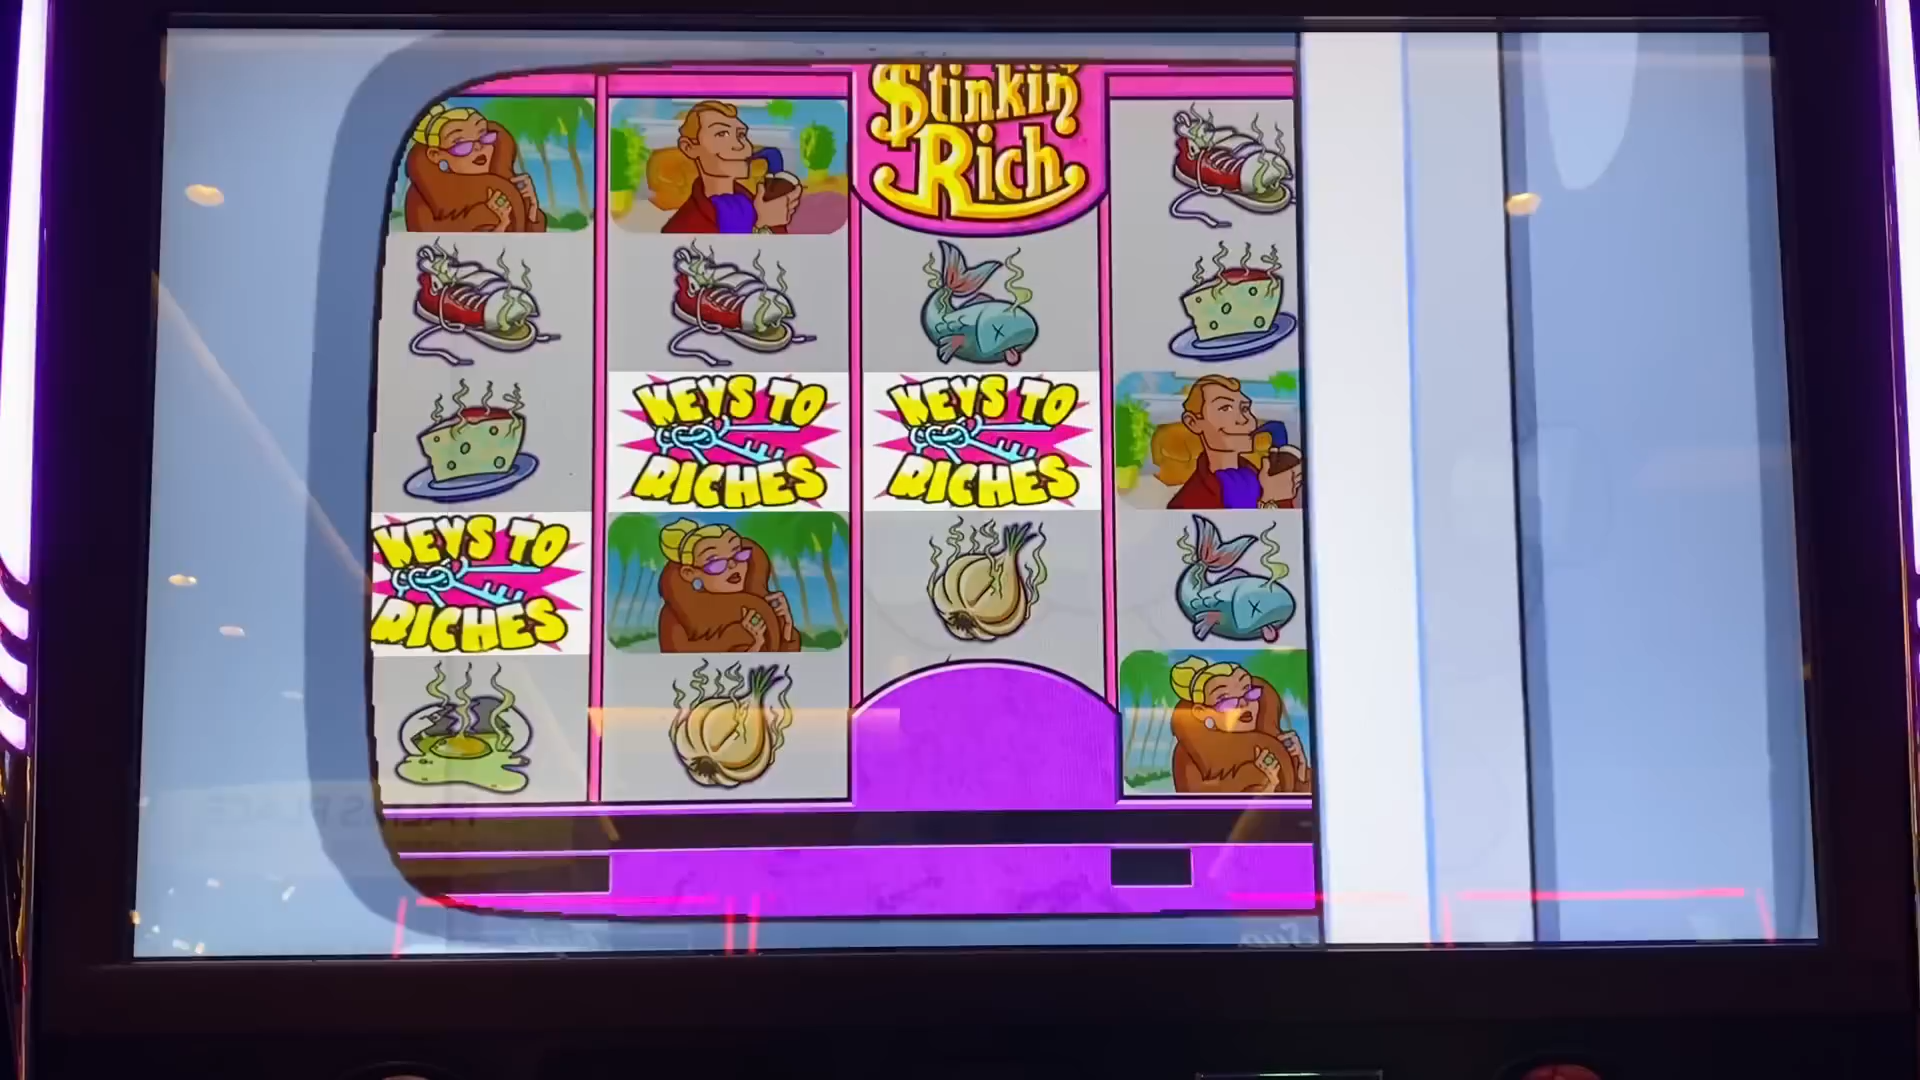 $tinkin'
Rich
KEYS TO
RICHES
KEYS TO
RICHES
KEYS TO
RICHES